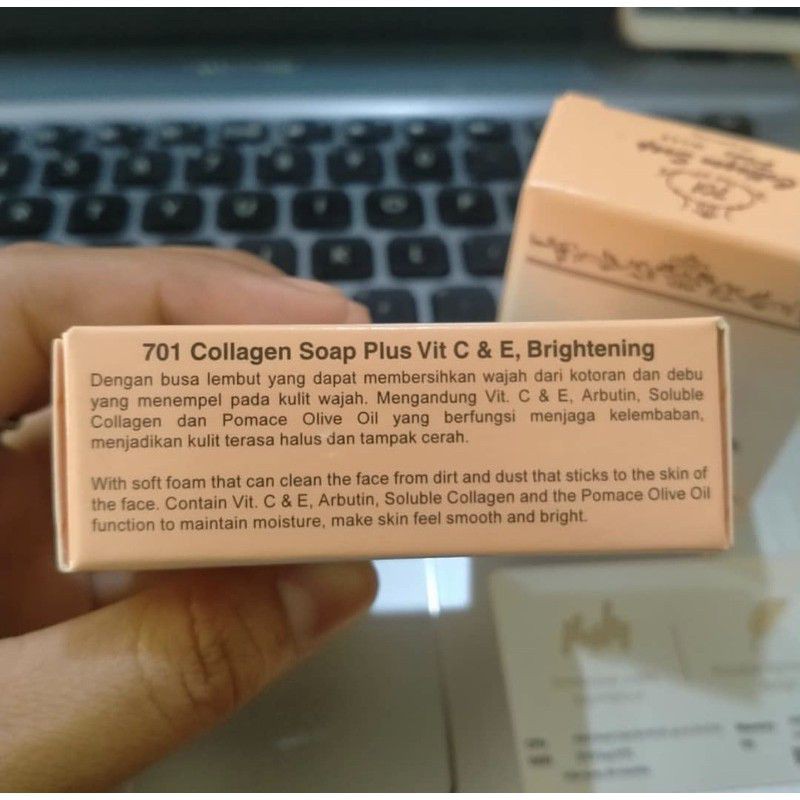 701
Collagen Soap
701 Collagen Soap Plus Vit C & E, Brightening
Dengan busa lembut yang dapat membersihkan wajah dari kotoran dan debu
yang menempel pada kulit wajah. Mengandung Vit. C & E, Arbutin, Soluble
Collagen dan Pomace Olive Oil yang berfungsi menjaga kelembaban,
menjadikan kulit terasa halus dan tampak cerah.
With soft foam that can clean the face from dirt and dust that sticks to the skin of
the face. Contain Vit. C & E, Arbutin, Soluble Collagen and the Pomace Olive Oil
function to maintain moisture, make skin feel smooth and bright.